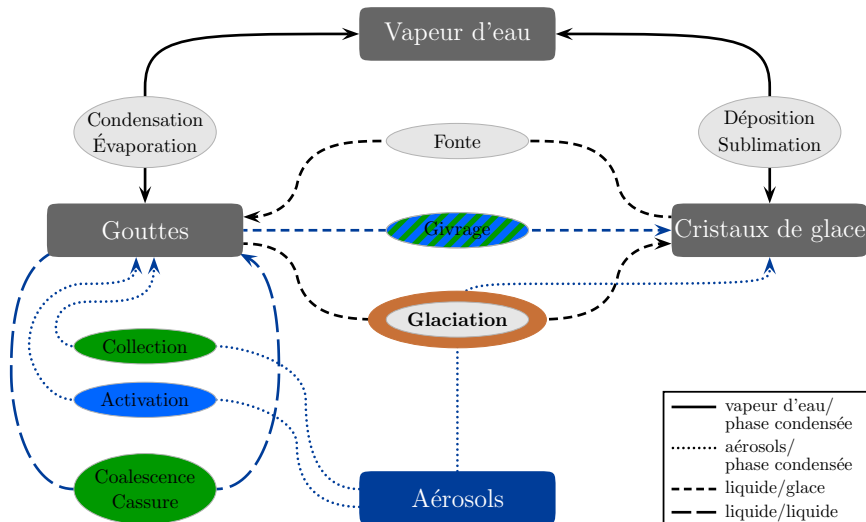 Vapeur d'eau
Condensation
Évaporation
Déposition
Sublimation
Fonte
Gouttes
Givrage
Cristaux de glace
Glaciation
Collection
Activation
Coalescence
Cassure
Aérosols
vapeur d'eau/
phase condensée
aérosols/
phase condensée
liquide/glace
liquide/liquide